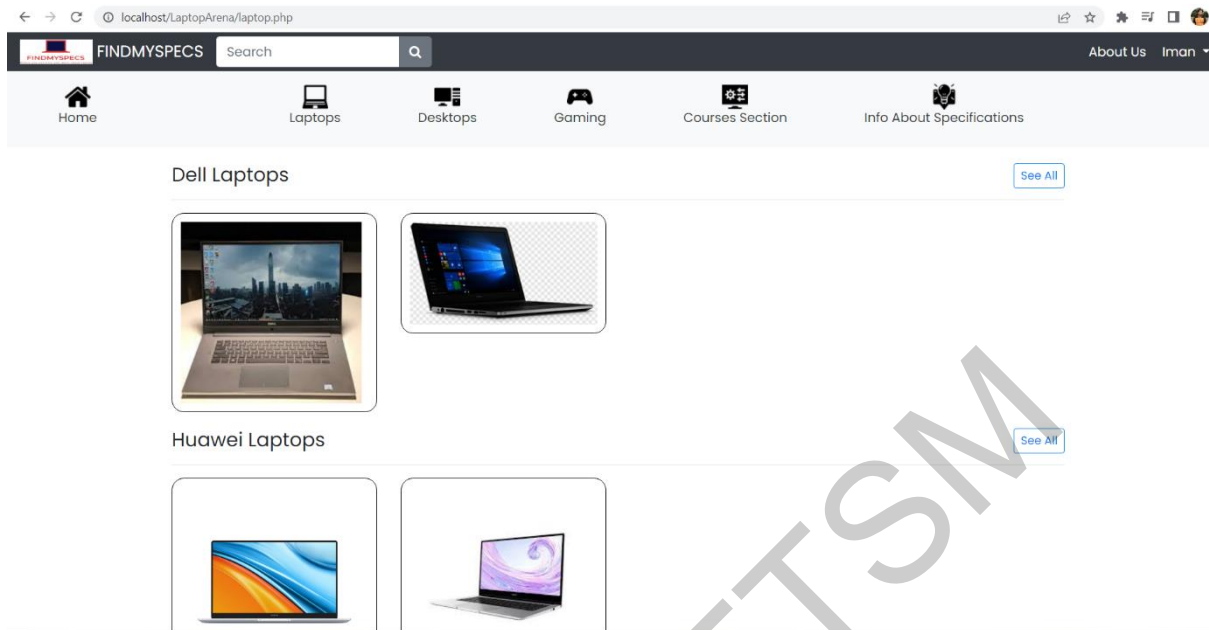 localhost/LaptopArena/laptop.php
FINDMYSPECS FINDMYSPECS Search About Us Iman
Home Laptops Desktops Gaming Courses Section Info About Specifications
Dell Laptops See All
Huawei Laptops See All
TSM